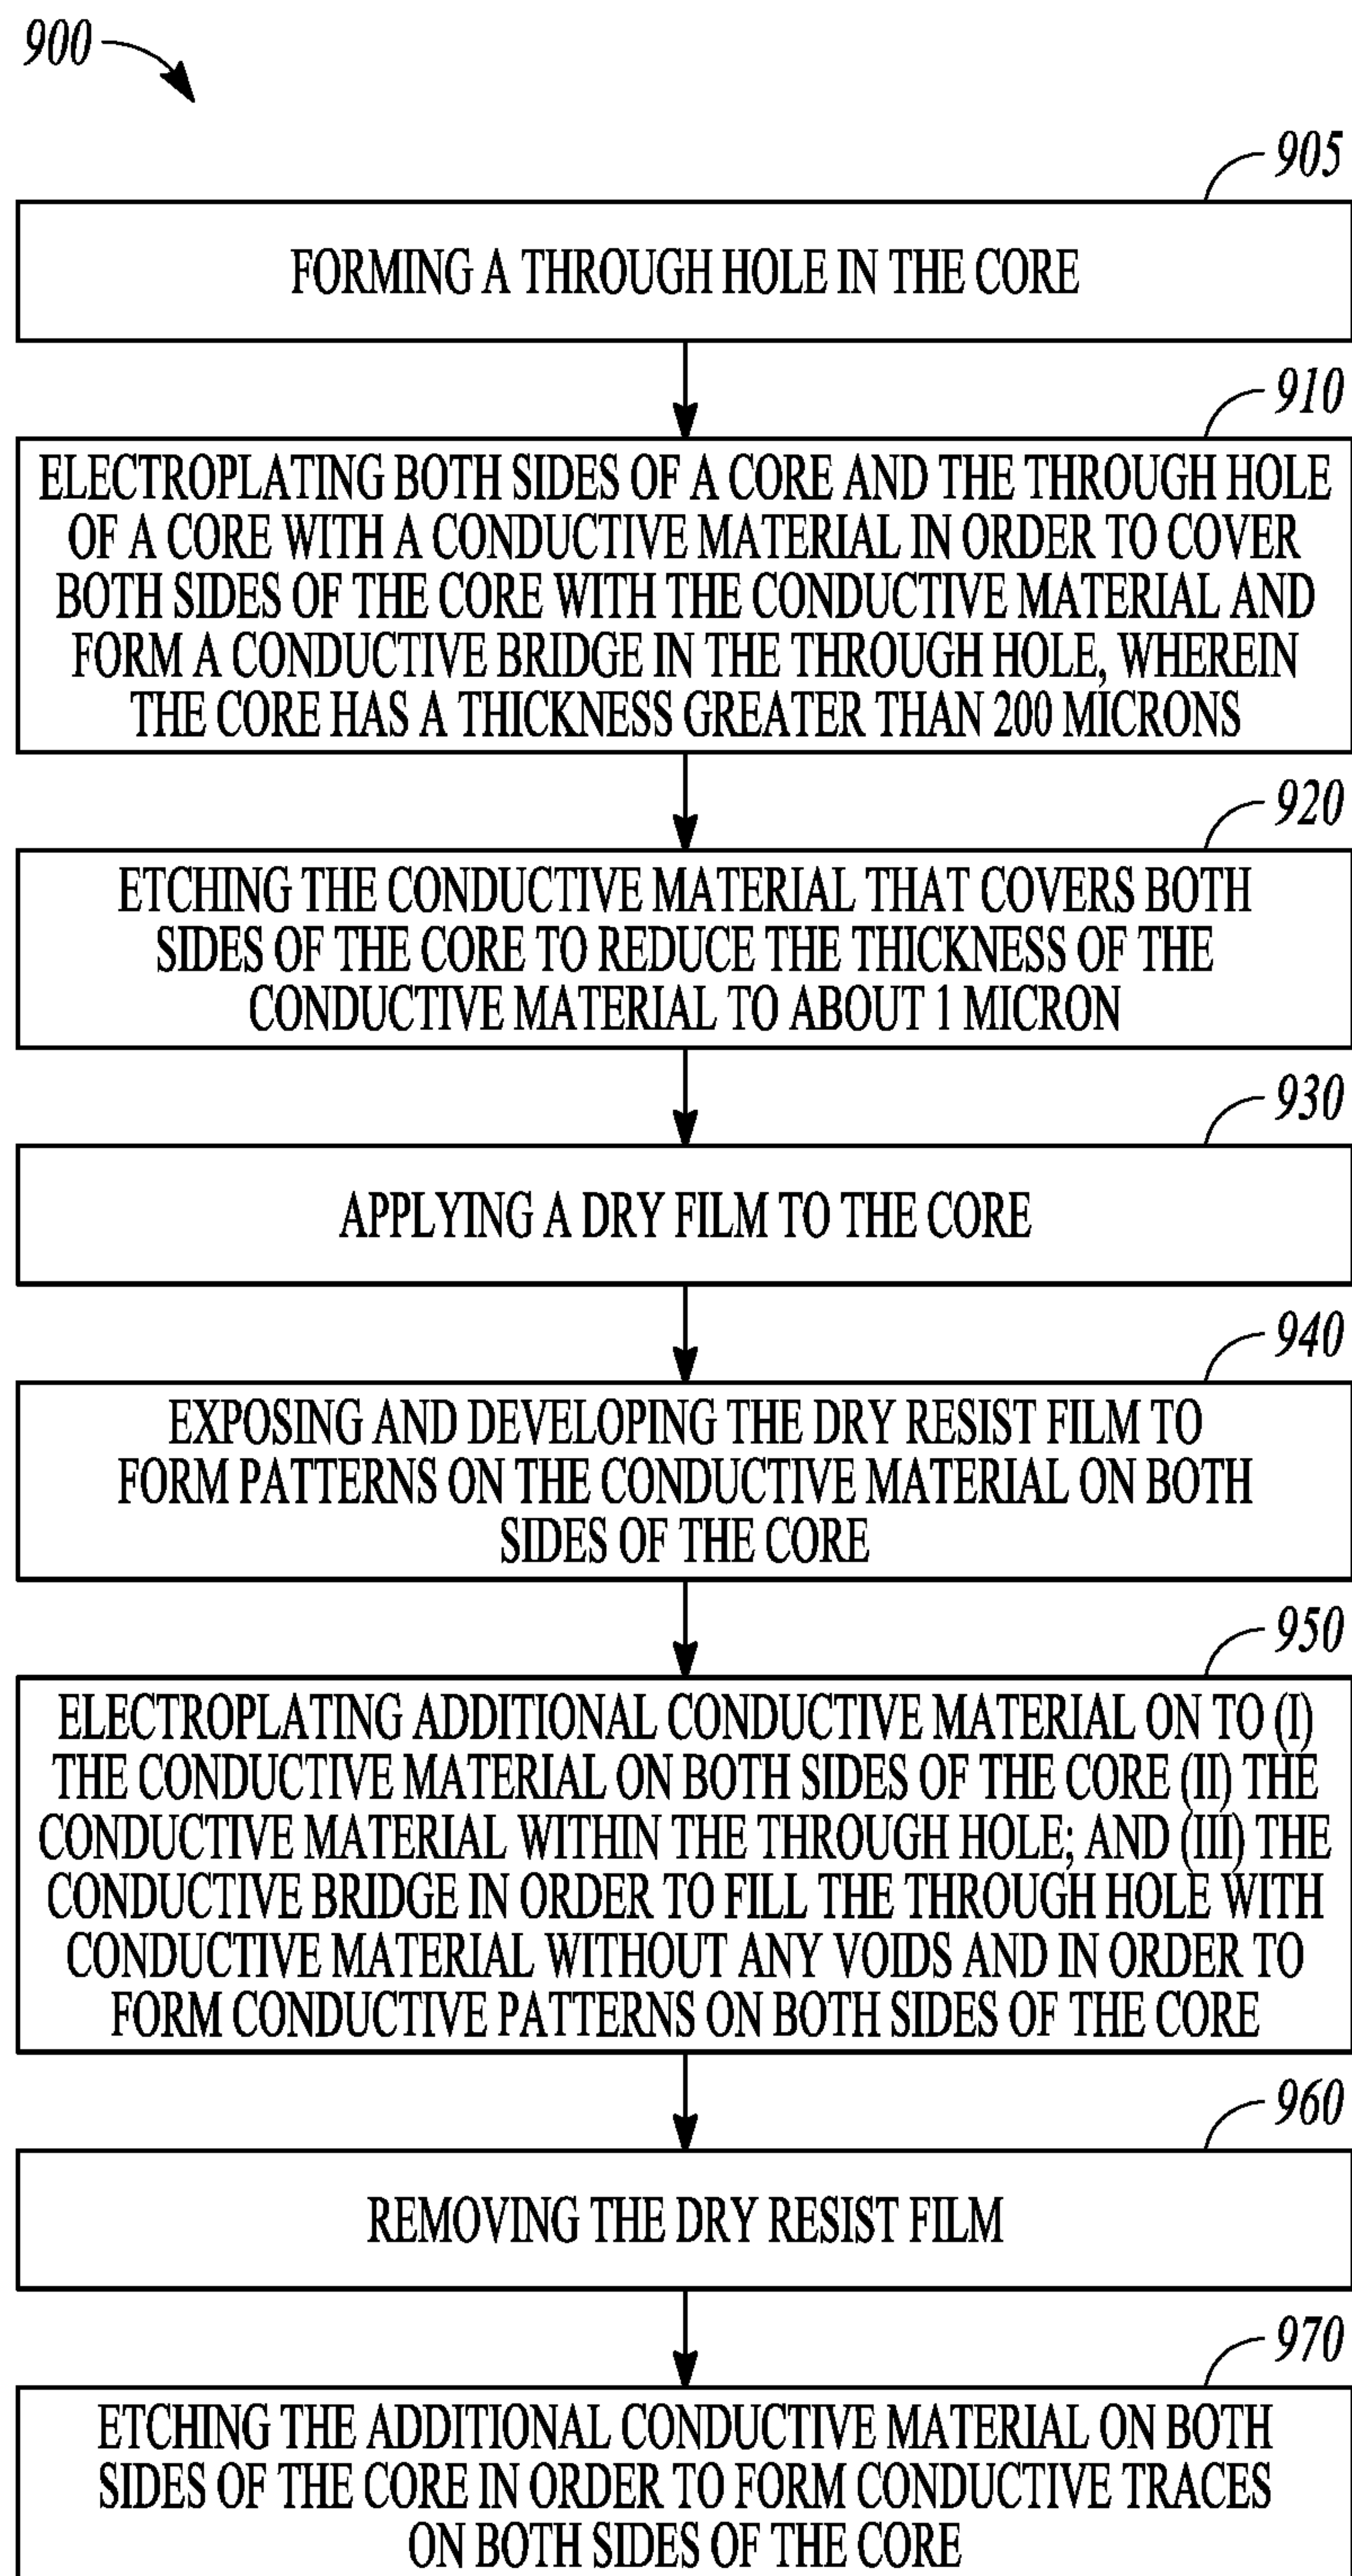 900
905
FORMING A THROUGH HOLE IN THE CORE
910
ELECTROPLATING BOTH SIDES OF A CORE AND THE THROUGH HOLE
OF A CORE WITH A CONDUCTIVE MATERIAL IN ORDER TO COVER
BOTH SIDES OF THE CORE WITH THE CONDUCTIVE MATERIAL AND
FORM A CONDUCTIVE BRIDGE IN THE THROUGH HOLE, WHEREIN
THE CORE HAS A THICKNESS GREATER THAN 200 MICRONS
920
ETCHING THE CONDUCTIVE MATERIAL THAT COVERS BOTH
SIDES OF THE CORE TO REDUCE THE THICKNESS OF THE
CONDUCTIVE MATERIAL TO ABOUT 1 MICRON
930
APPLYING A DRY FILM TO THE CORE
940
EXPOSING AND DEVELOPING THE DRY RESIST FILM TO
FORM PATTERNS ON THE CONDUCTIVE MATERIAL ON BOTH
SIDES OF THE CORE
950
ELECTROPLATING ADDITIONAL CONDUCTIVE MATERIAL ON TO (I)
THE CONDUCTIVE MATERIAL ON BOTH SIDES OF THE CORE (II) THE
CONDUCTIVE MATERIAL WITHIN THE THROUGH HOLE; AND (III) THE
CONDUCTIVE BRIDGE IN ORDER TO FILL THE THROUGH HOLE WITH
CONDUCTIVE MATERIAL WITHOUT ANY VOIDS AND IN ORDER TO
FORM CONDUCTIVE PATTERNS ON BOTH SIDES OF THE CORE
960
REMOVING THE DRY RESIST FILM
970
ETCHING THE ADDITIONAL CONDUCTIVE MATERIAL ON BOTH
SIDES OF THE CORE IN ORDER TO FORM CONDUCTIVE TRACES
ON BOTH SIDES OF THE CORE